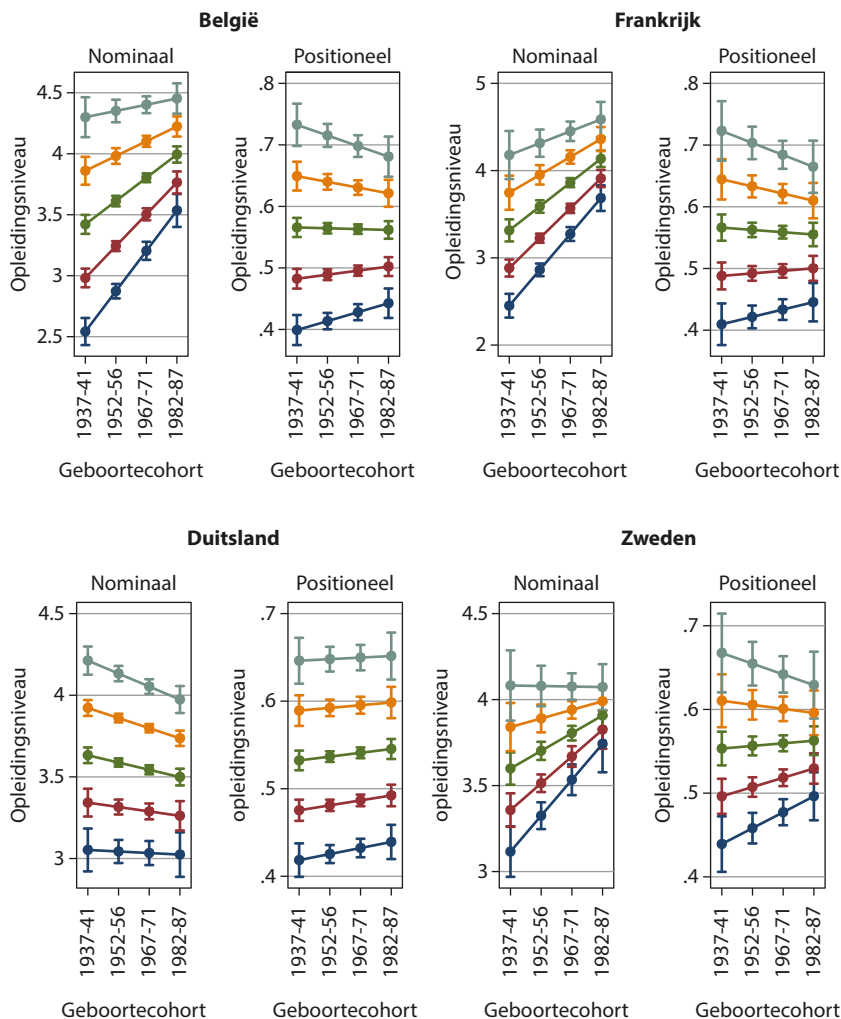 België
Nominaal
Opleidingsniveau
4.5
4
3.5
3
2.5
1937-41
1952-56
1967-71
1982-87
Geboortecohort
Positioneel
Opleidingsniveau
.8
.7
.6
.5
.4
1937-41
1952-56
1967-71
1982-87
Geboortecohort
Frankrijk
Nominaal
Opleidingsniveau
5
4
3
2
1937-41
1952-56
1967-71
1982-87
Geboortecohort
Positioneel
Opleidingsniveau
.8
.7
.6
.5
.4
1937-41
1952-56
1967-71
1982-87
Geboortecohort
Duitsland
Nominaal
Opleidingsniveau
4.5
4
3.5
3
1937-41
1952-56
1967-71
1982-87
Geboortecohort
Positioneel
opleidingsniveau
.7
.6
.5
.4
1937-41
1952-56
1967-71
1982-87
Geboortecohort
Zweden
Nominaal
opleidingsniveau
4.5
4
3.5
3
1937-41
1952-56
1967-71
1982-87
Geboortecohort
Positioneel
Opleidingsniveau
.7
.6
.5
.4
1937-41
1952-56
1967-71
1982-87
Geboortecohort